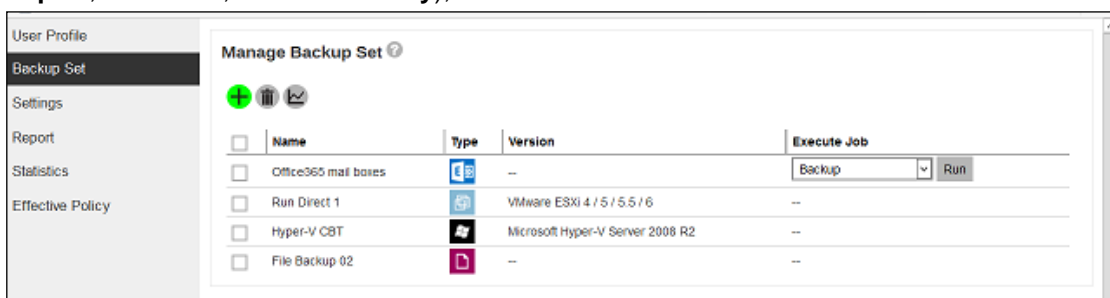 User Profile
Backup Set
Settings
Report
Statistics
Effective Policy
Manage Backup Set ?
Name Type Version Execute Job
Office365 mail boxes -- Backup Run
Run Direct 1 VMware ESXi 4 / 5 / 5.5 / 6 --
Hyper-V CBT Microsoft Hyper-V Server 2008 R2 --
File Backup 02 -- --